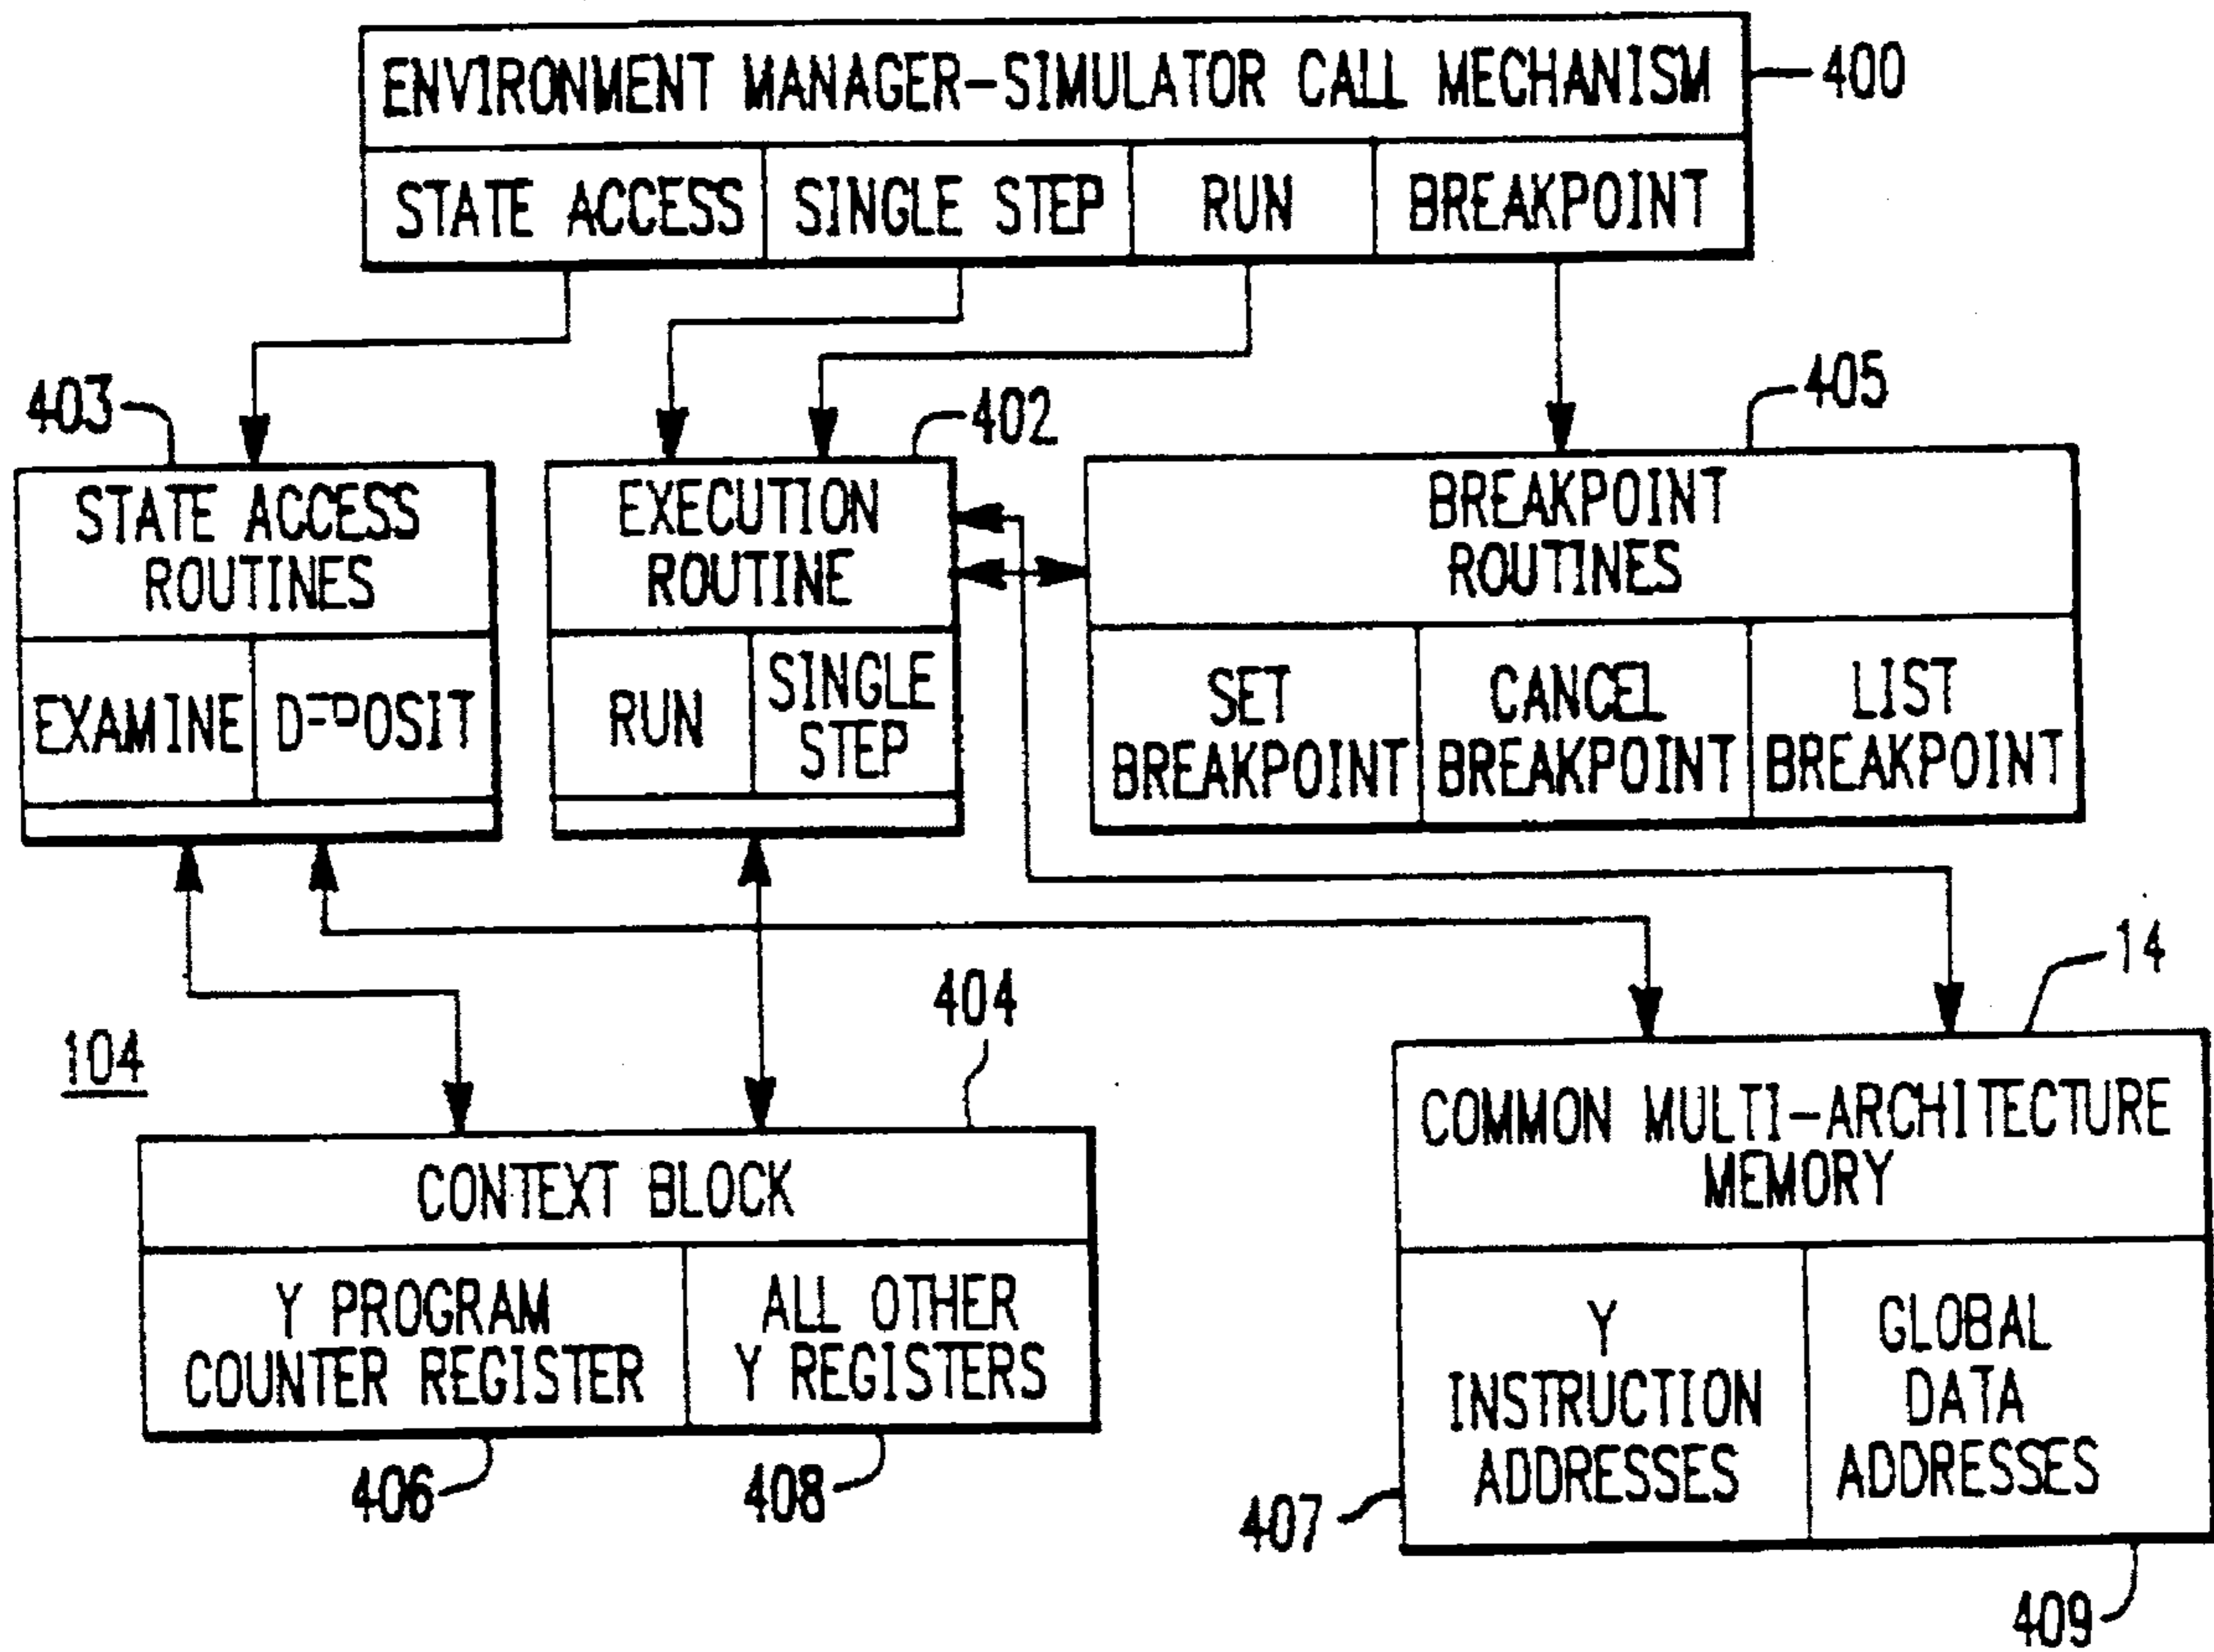 ENVIRONMENT MANAGER-SIMULATOR CALL MECHANISM
400
STATE ACCESS
SINGLE STEP
RUN
BREAKPOINT
403
402
405
STATE ACCESS
ROUTINES
EXAMINE
DEPOSIT
EXECUTION
ROUTINE
RUN
SINGLE
STEP
BREAKPOINT
ROUTINES
SET
BREAKPOINT
CANCEL
BREAKPOINT
LIST
BREAKPOINT
104
404
14
CONTEXT BLOCK
Y PROGRAM
COUNTER REGISTER
ALL OTHER
Y REGISTERS
406
408
COMMON MULTI-ARCHITECTURE
MEMORY
Y
INSTRUCTION
ADDRESSES
GLOBAL
DATA
ADDRESSES
407
409